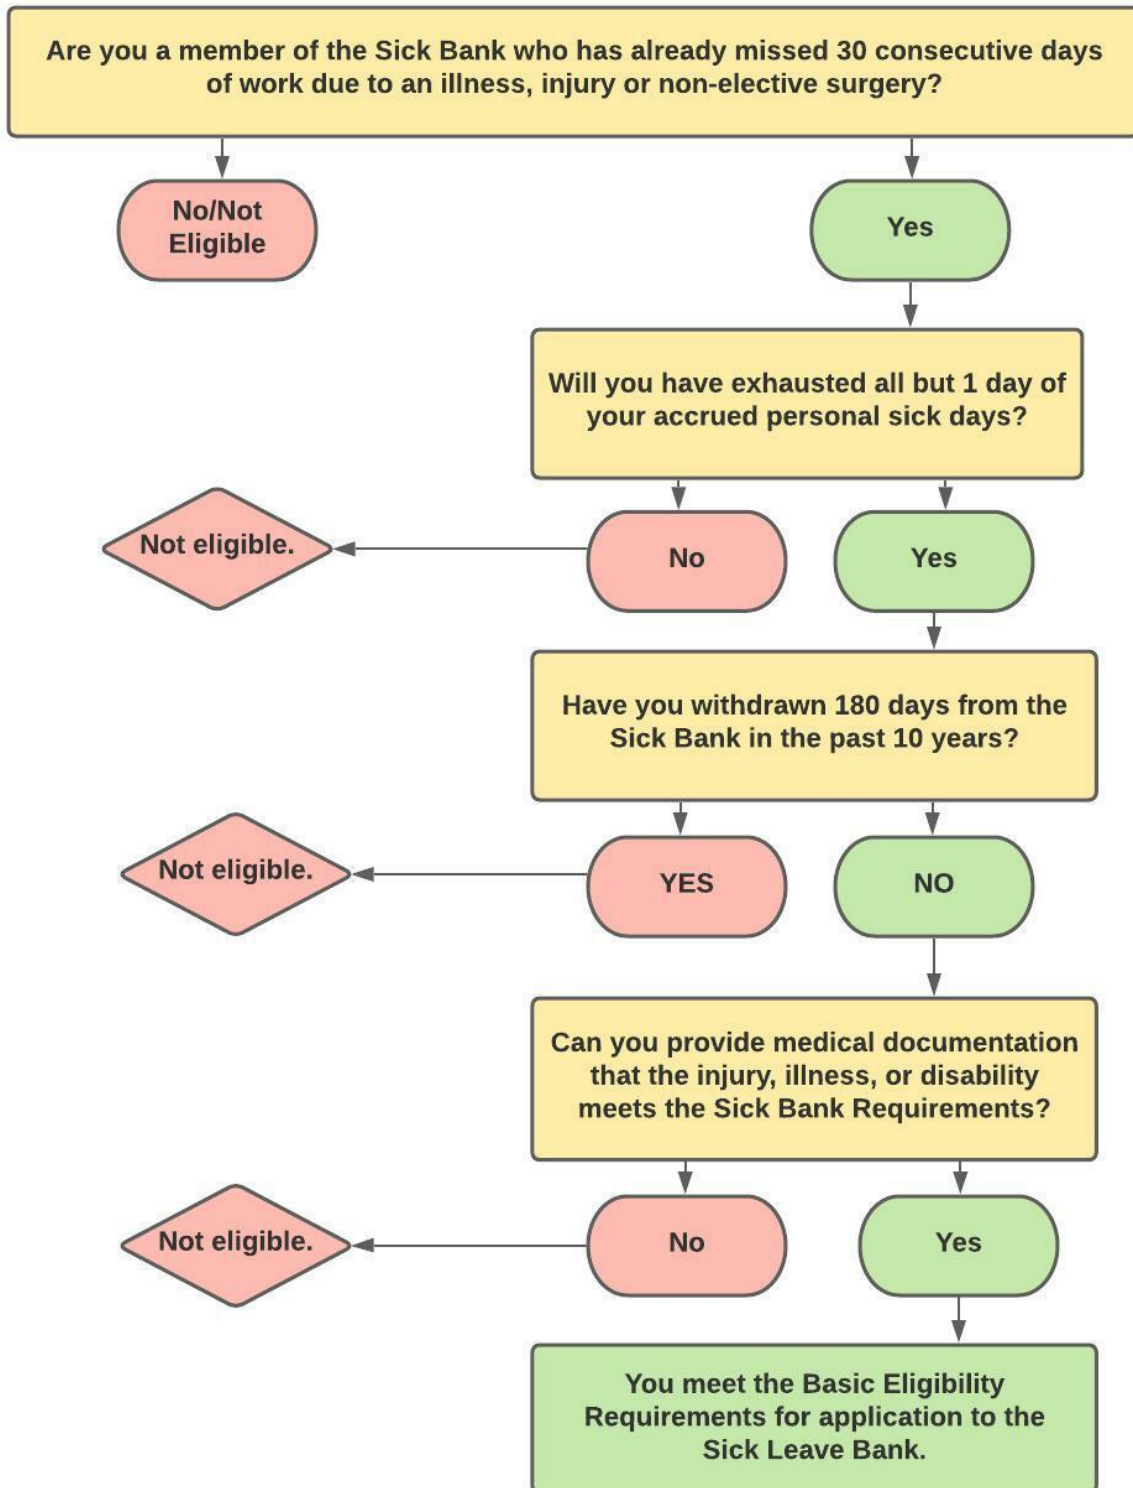 Are you a member of the Sick Bank who has already missed 30 consecutive days
of work due to an illness, injury or non-elective surgery?
No/Not
Eligible
Yes
Will you have exhausted all but 1 day of
your accrued personal sick days?
Not eligible.
No
Yes
Have you withdrawn 180 days from the
Sick Bank in the past 10 years?
Not eligible.
YES
NO
Can you provide medical documentation
that the injury, illness, or disability
meets the Sick Bank Requirements?
Not eligible.
No
Yes
You meet the Basic Eligibility
Requirements for application to the
Sick Leave Bank.